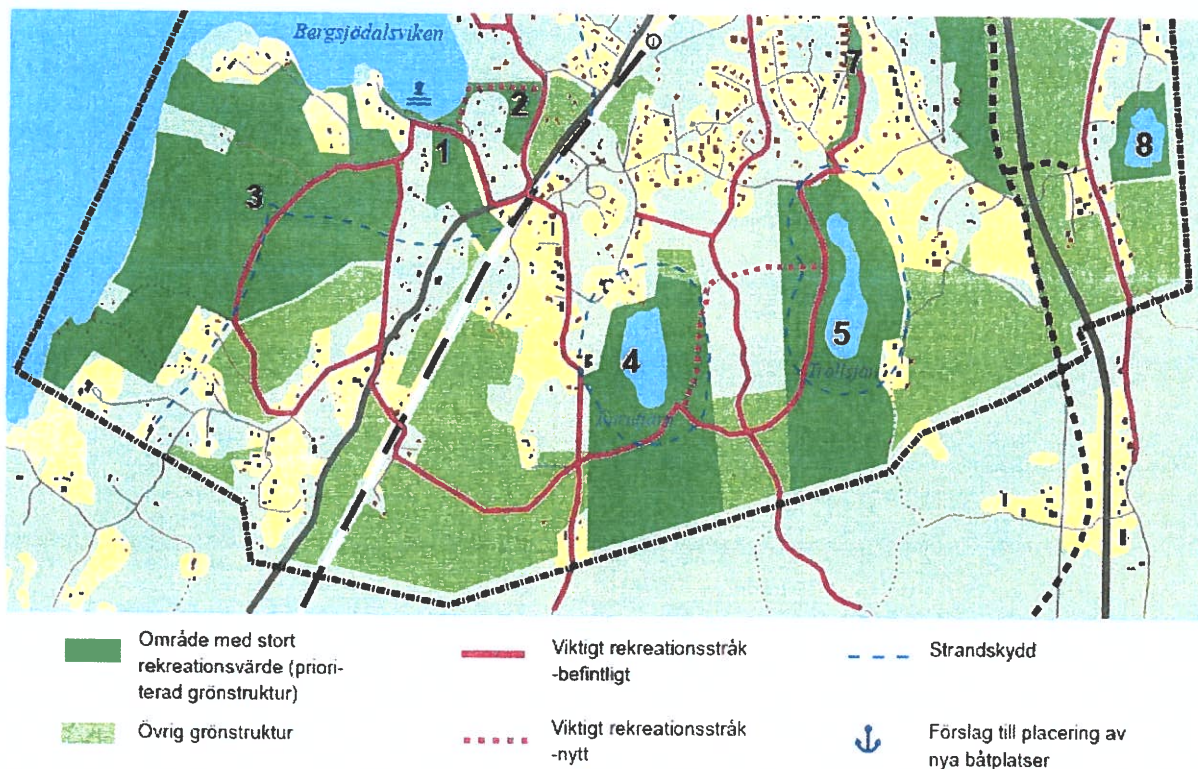 Bergsjödalsviken
7
2
1
8
3
5
4
Trollsjön
Område med stort
rekreationsvärde (priori-
terad grönstruktur)
Övrig grönstruktur
Viktigt rekreationsstråk
-befintligt
Viktigt rekreationsstråk
-nytt
Strandskydd
Förslag till placering av
nya båtplatser